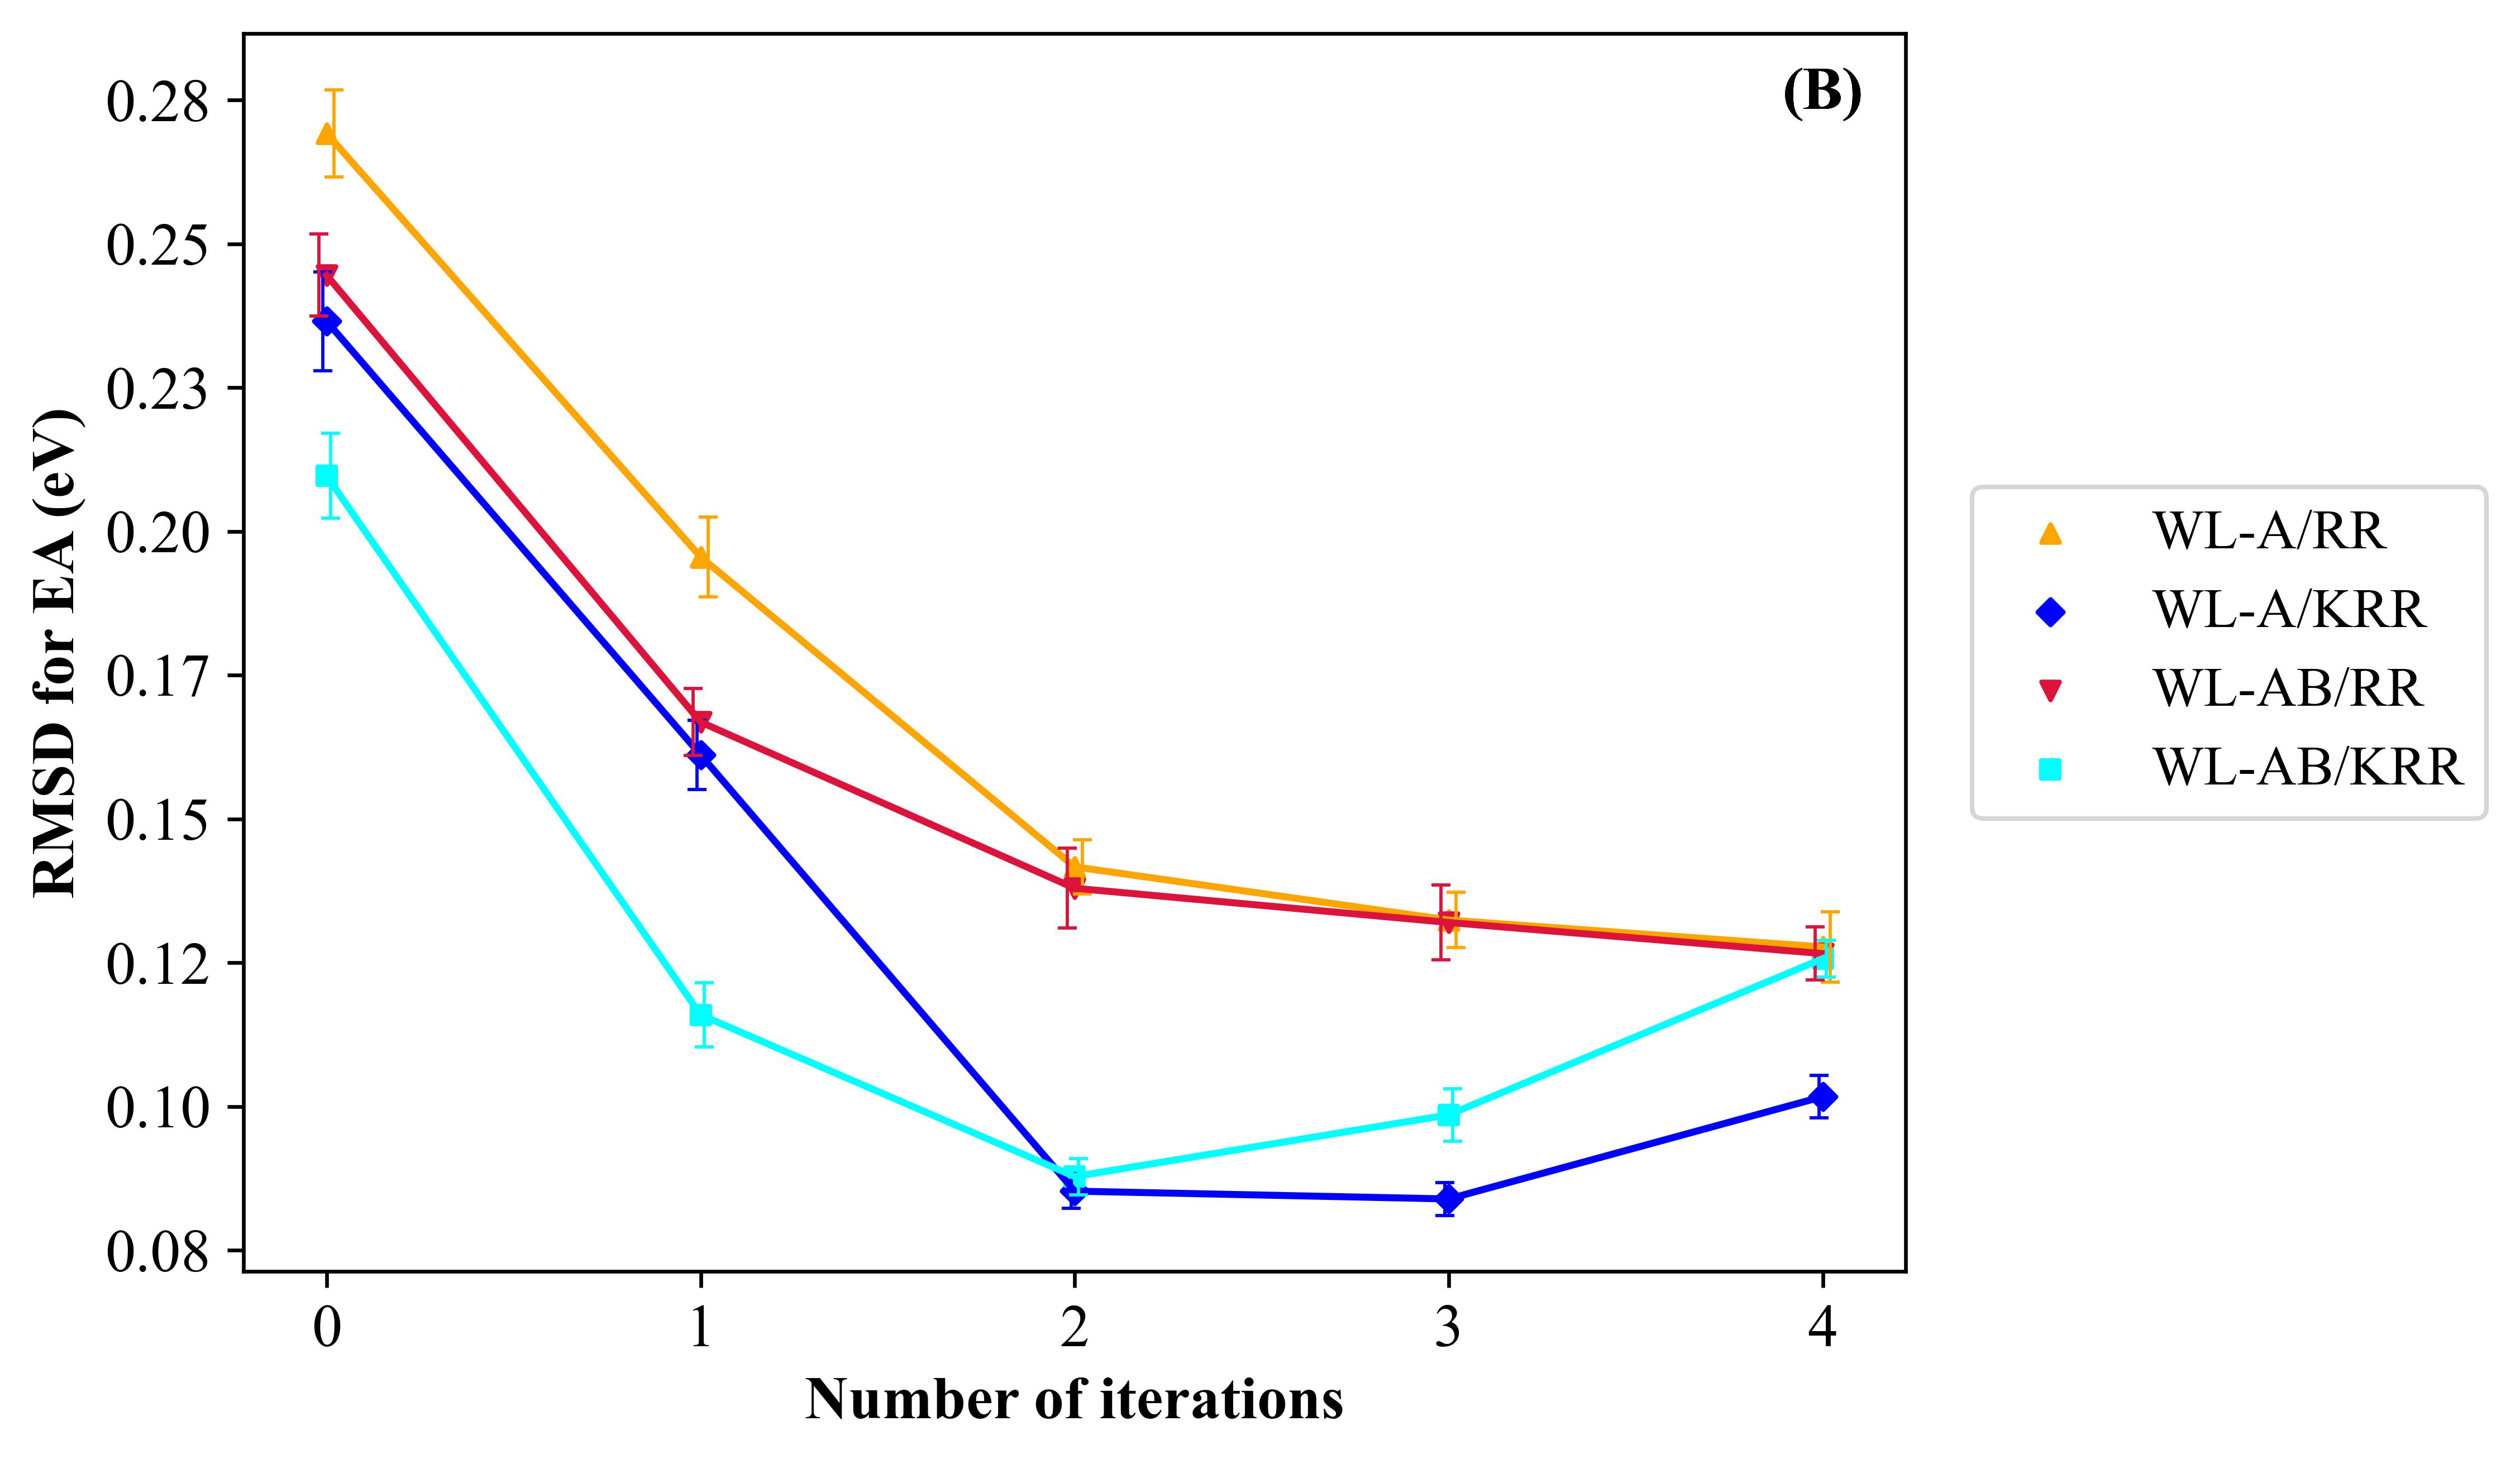 (B)
RMSD for EA (eV)
0.28
0.25
0.23
0.20
0.17
0.15
0.12
0.10
0.08
0 1 2 3 4
Number of iterations
WL-A/RR
WL-A/KRR
WL-AB/RR
WL-AB/KRR